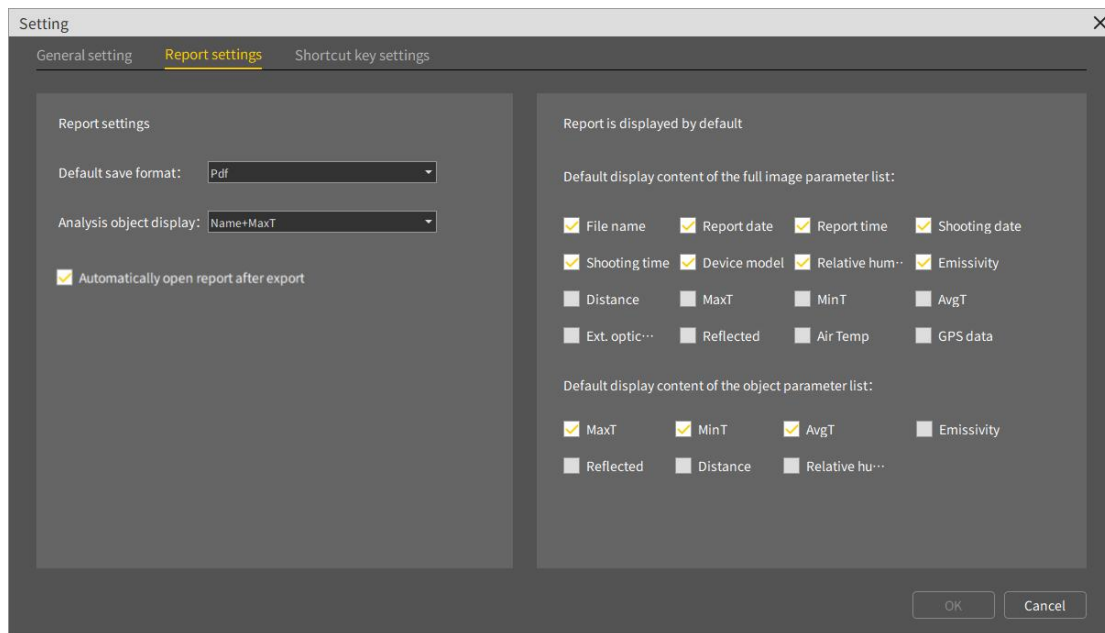 Setting
General setting Report settings Shortcut key settings
Report settings
Default save format: Pdf
Analysis object display: Name+MaxT
Automatically open report after export
Report is displayed by default
Default display content of the full image parameter list:
File name Report date Report time Shooting date
Shooting time Device model Relative hum··· Emissivity
Distance MaxT MinT AvgT
Ext. optic··· Reflected Air Temp GPS data
Default display content of the object parameter list:
MaxT MinT AvgT Emissivity
Reflected Distance Relative hu···
OK Cancel